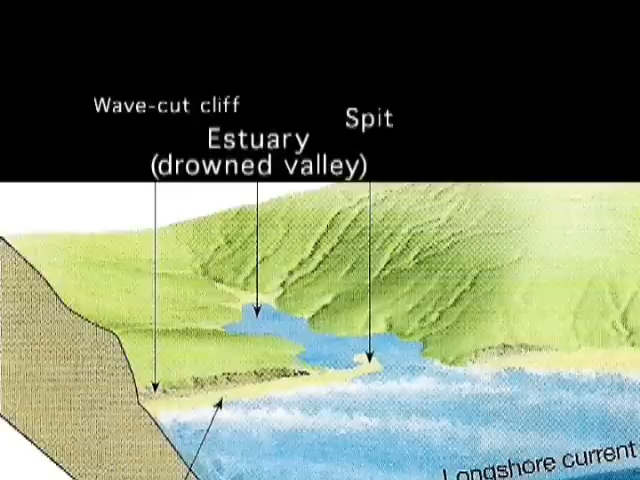 Wave-cut cliff
Spit
Estuary
(drowned valley)
Longshore current